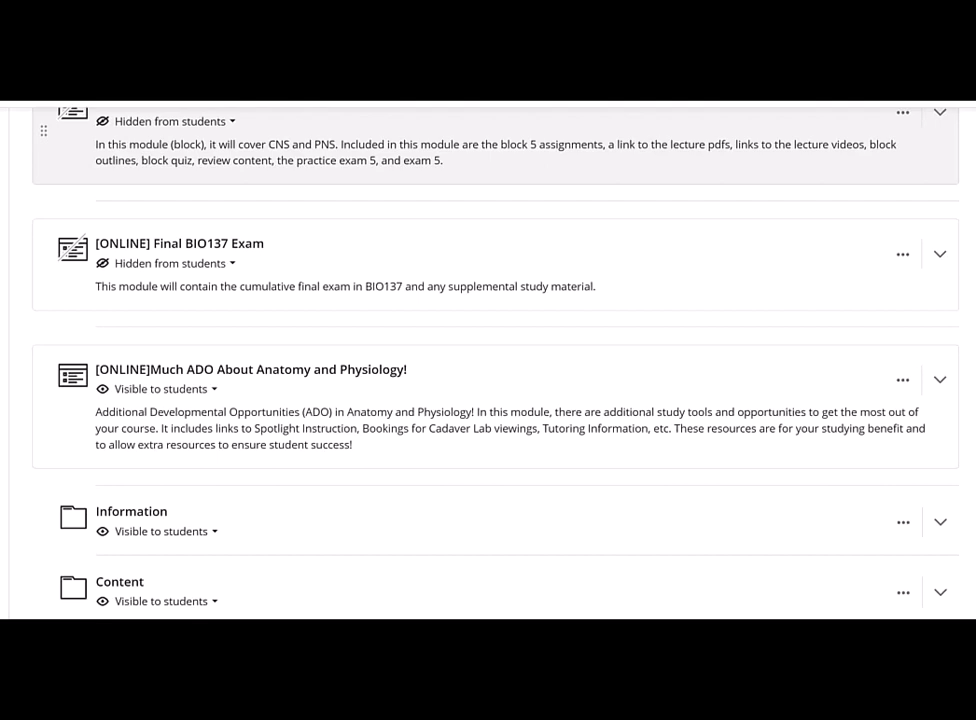 Hidden from students
In this module (block), it will cover CNS and PNS. Included in this module are the block 5 assignments, a link to the lecture pdfs, links to the lecture videos, block
outlines, block quiz, review content, the practice exam 5, and exam 5.
[ONLINE] Final BIO137 Exam
Hidden from students
This module will contain the cumulative final exam in BIO137 and any supplemental study material.
[ONLINE]Much ADO About Anatomy and Physiology!
Visible to students
Additional Developmental Opportunities (ADO) in Anatomy and Physiology! In this module, there are additional study tools and opportunities to get the most out of
your course. It includes links to Spotlight Instruction, Bookings for Cadaver Lab viewings, Tutoring Information, etc. These resources are for your studying benefit and
to allow extra resources to ensure student success!
Information
Visible to students
Content
Visible to students